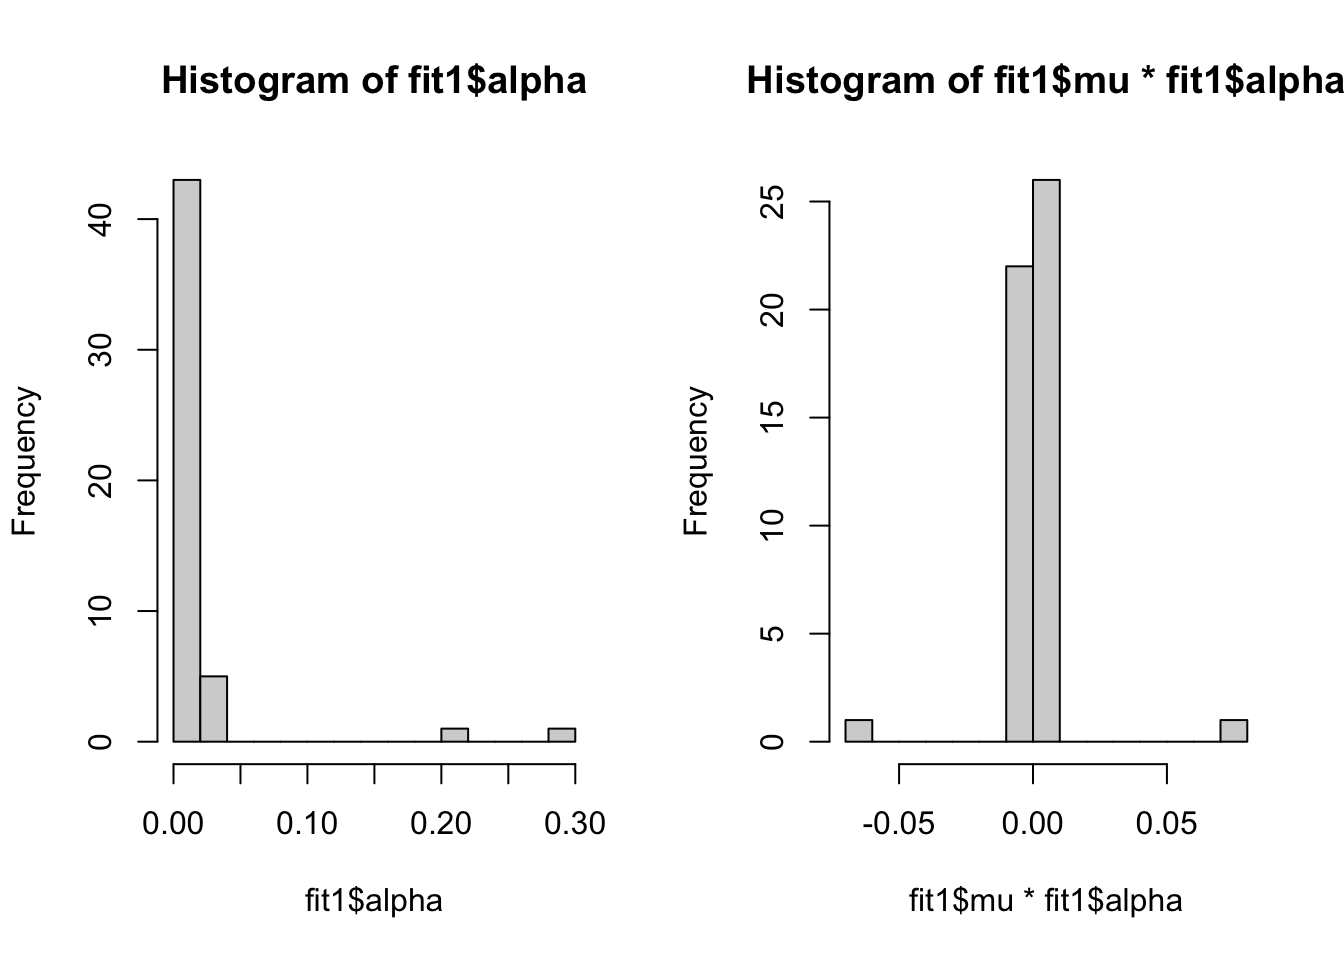 Histogram of fit1$alpha
Frequency
40
30
20
10
0
0.00 0.10 0.20 0.30
fit1$alpha
Histogram of fit1$mu * fit1$alpha
Frequency
25
20
15
10
5
0
-0.05 0.00 0.05
fit1$mu * fit1$alpha